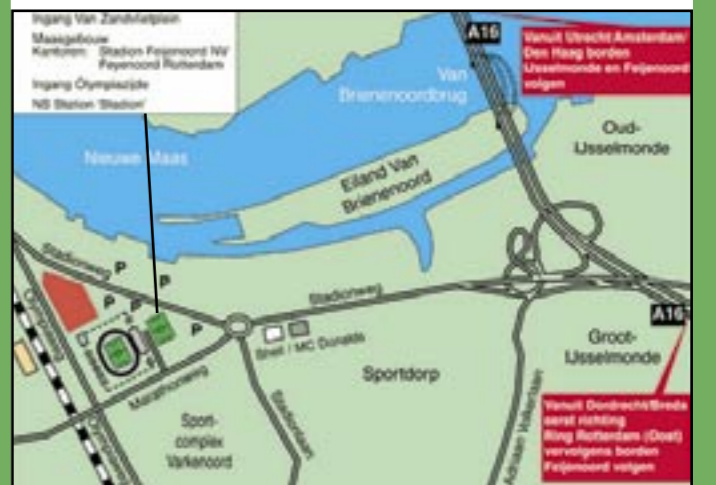 Ingang Van Zandvlietplein
Maasgebouw
Kantoren: Stadion Feijenoord NV
Feyenoord Rotterdam
Ingang Olympiazijde
NS Station 'Stadion'
A16
Vanuit Utrecht Amsterdam/
Den Haag borden
IJsselmonde en Feijenoord
volgen
Van
Brienenoordbrug
Oud-
IJsselmonde
Nieuwe Maas
Eiland Van
Brienenoord
Stadionweg
P
P
P
P
P
Stadionweg
A16
Olympiaweg
Shell / MC Donalds
Groot-
IJsselmonde
Marathonweg
Sportdorp
Sport-
complex
Varkenoord
Stadionlaan
Olympiaweg
Adriaan Volkerlaan
Vanuit Dordrecht/Breda
eerst richting
Ring Rotterdam (Oost)
vervolgens borden
Feijenoord volgen